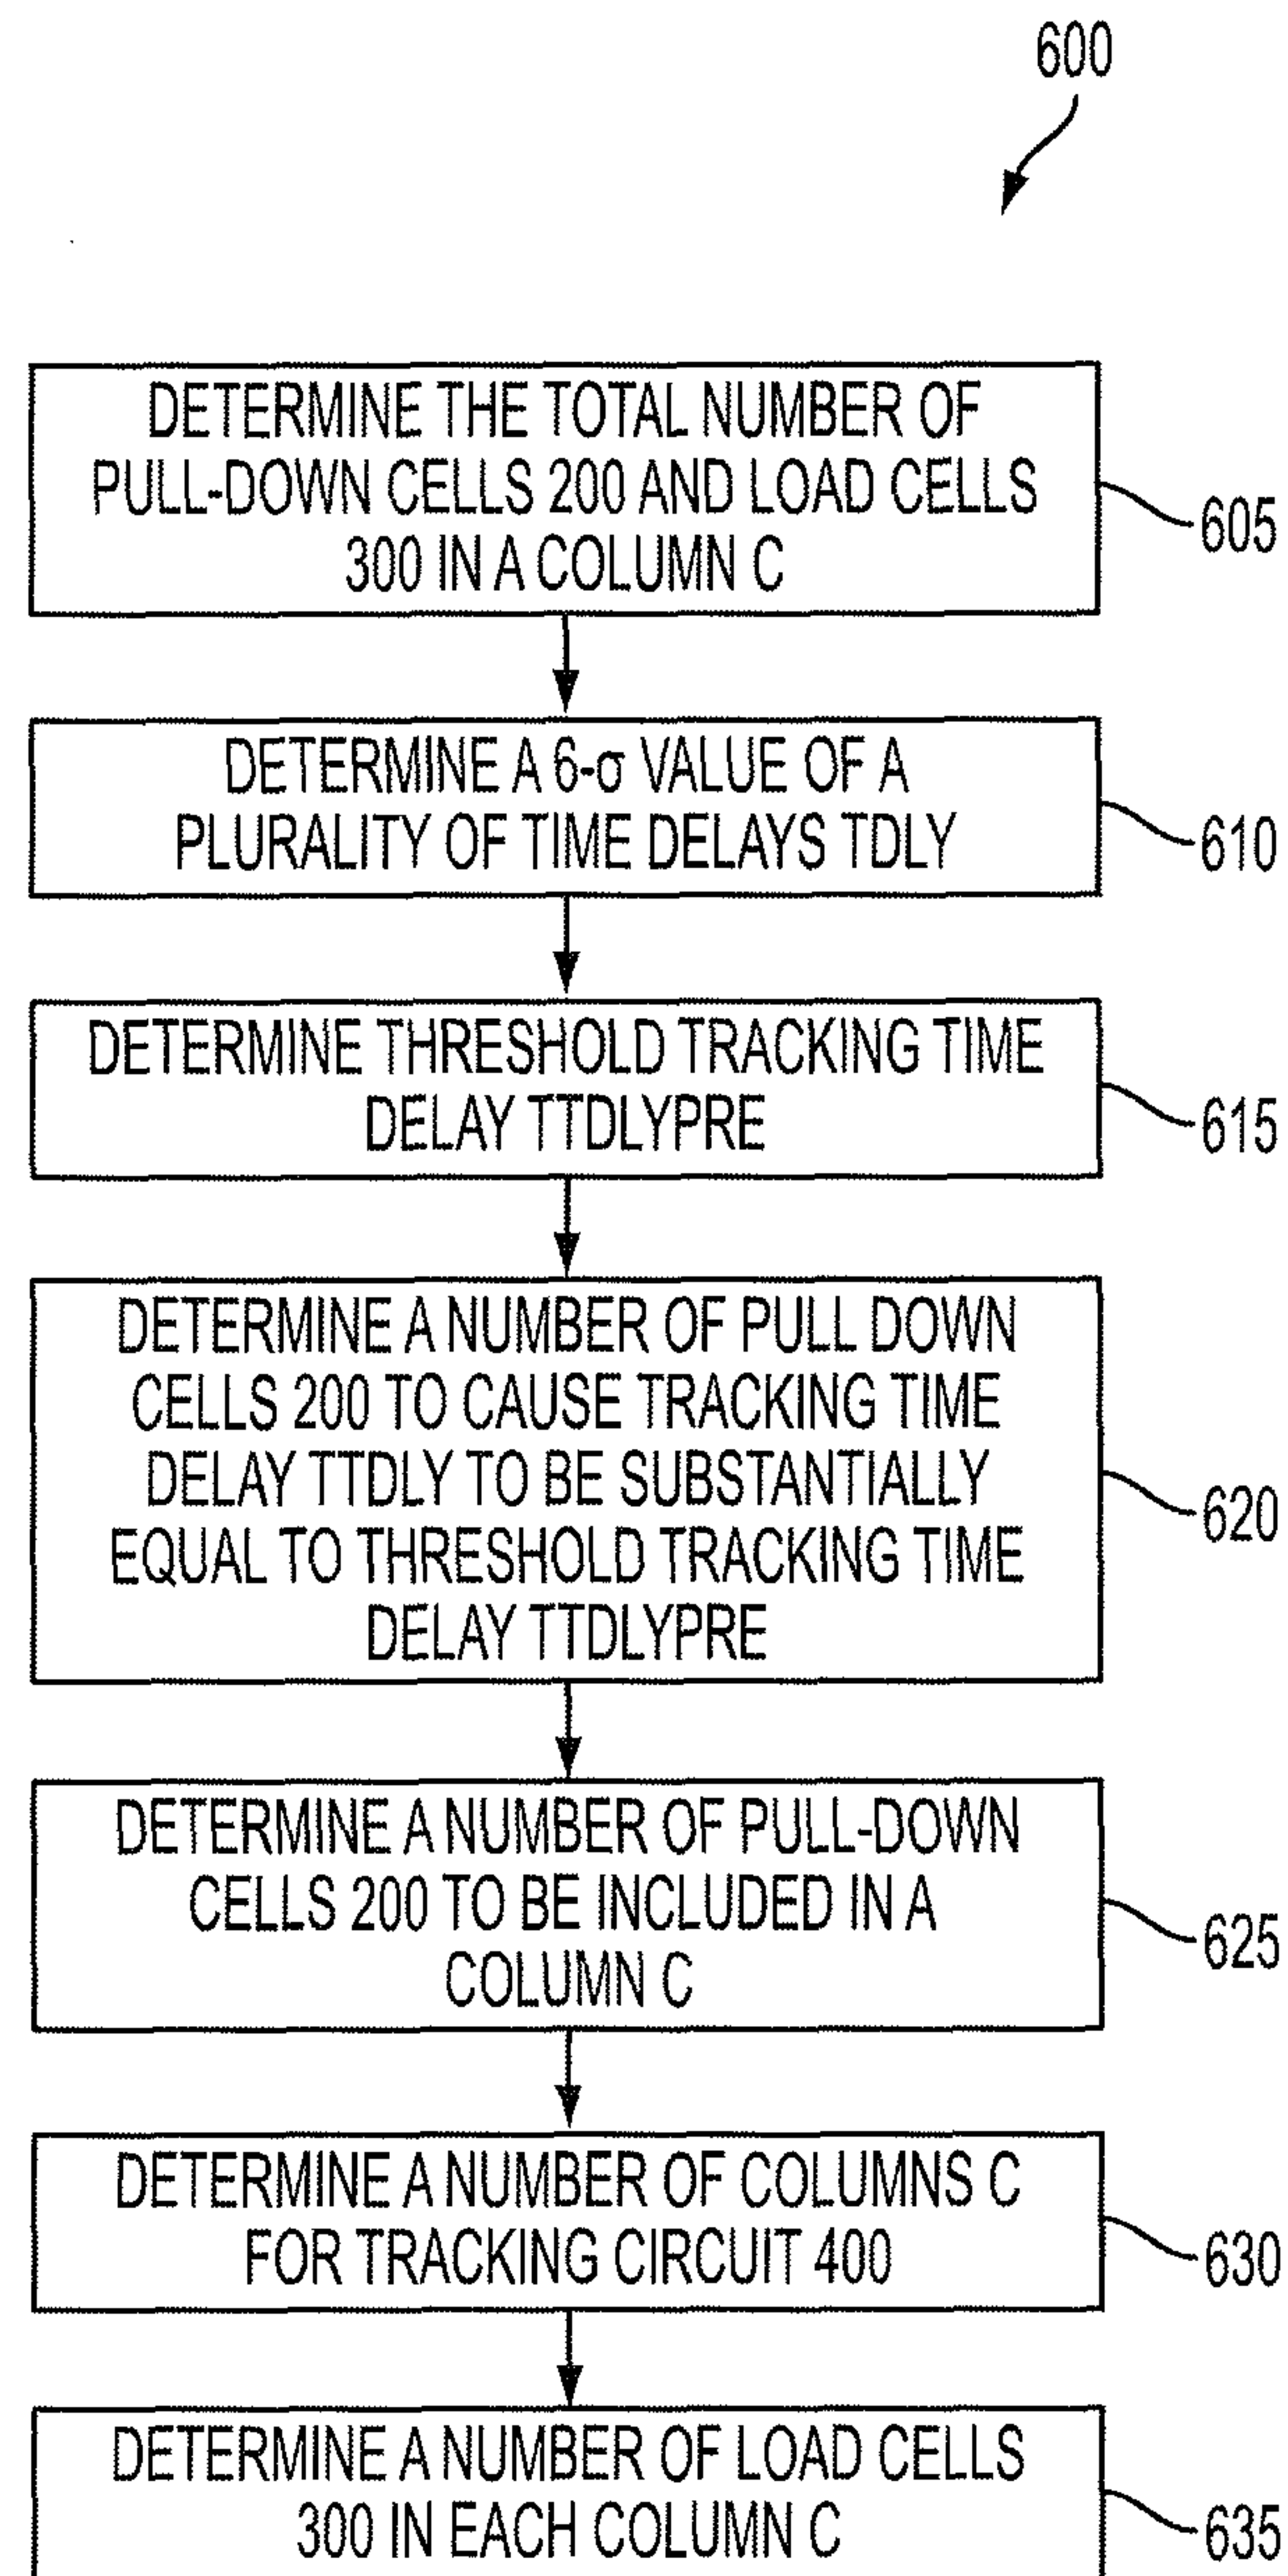 600
DETERMINE THE TOTAL NUMBER OF
PULL-DOWN CELLS 200 AND LOAD CELLS
300 IN A COLUMN C
605
DETERMINE A 6-σ VALUE OF A
PLURALITY OF TIME DELAYS TDLY
610
DETERMINE THRESHOLD TRACKING TIME
DELAY TTDLYPRE
615
DETERMINE A NUMBER OF PULL DOWN
CELLS 200 TO CAUSE TRACKING TIME
DELAY TTDLY TO BE SUBSTANTIALLY
EQUAL TO THRESHOLD TRACKING TIME
DELAY TTDLYPRE
620
DETERMINE A NUMBER OF PULL-DOWN
CELLS 200 TO BE INCLUDED IN A
COLUMN C
625
DETERMINE A NUMBER OF COLUMNS C
FOR TRACKING CIRCUIT 400
630
DETERMINE A NUMBER OF LOAD CELLS
300 IN EACH COLUMN C
635